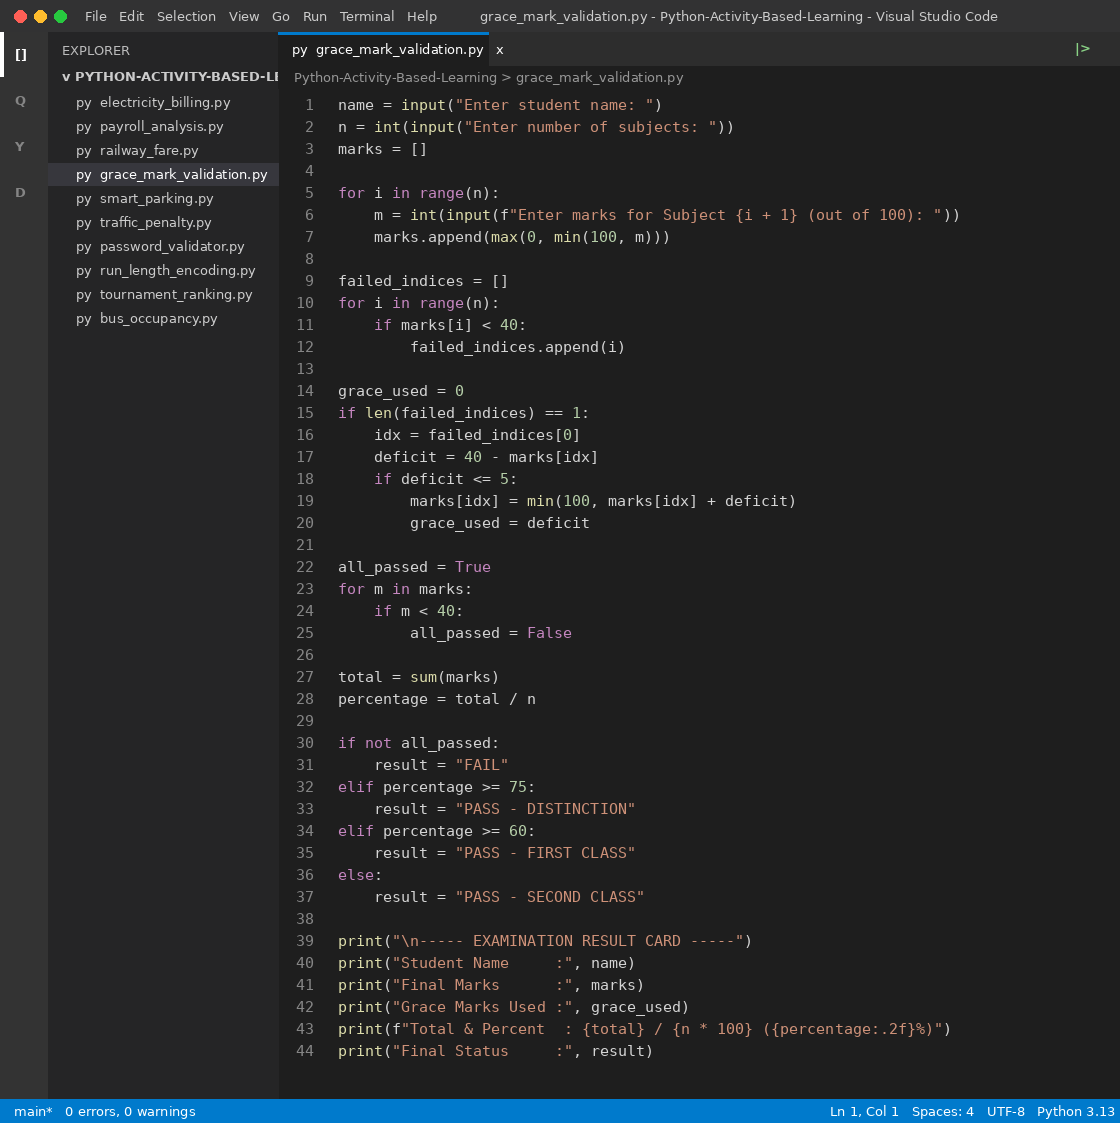 File Edit Selection View Go Run Terminal Help grace_mark_validation.py - Python-Activity-Based-Learning - Visual Studio Code
[]
Q
Y
D
EXPLORER
v PYTHON-ACTIVITY-BASED-LE
py electricity_billing.py
py payroll_analysis.py
py railway_fare.py
py grace_mark_validation.py
py smart_parking.py
py traffic_penalty.py
py password_validator.py
py run_length_encoding.py
py tournament_ranking.py
py bus_occupancy.py
py grace_mark_validation.py x |>
Python-Activity-Based-Learning > grace_mark_validation.py
1 name = input("Enter student name: ")
2 n = int(input("Enter number of subjects: "))
3 marks = []
4
5 for i in range(n):
6     m = int(input(f"Enter marks for Subject {i + 1} (out of 100): "))
7     marks.append(max(0, min(100, m)))
8
9 failed_indices = []
10 for i in range(n):
11     if marks[i] < 40:
12         failed_indices.append(i)
13
14 grace_used = 0
15 if len(failed_indices) == 1:
16     idx = failed_indices[0]
17     deficit = 40 - marks[idx]
18     if deficit <= 5:
19         marks[idx] = min(100, marks[idx] + deficit)
20         grace_used = deficit
21
22 all_passed = True
23 for m in marks:
24     if m < 40:
25         all_passed = False
26
27 total = sum(marks)
28 percentage = total / n
29
30 if not all_passed:
31     result = "FAIL"
32 elif percentage >= 75:
33     result = "PASS - DISTINCTION"
34 elif percentage >= 60:
35     result = "PASS - FIRST CLASS"
36 else:
37     result = "PASS - SECOND CLASS"
38
39 print("\n----- EXAMINATION RESULT CARD -----")
40 print("Student Name     :", name)
41 print("Final Marks      :", marks)
42 print("Grace Marks Used :", grace_used)
43 print(f"Total & Percent  : {total} / {n * 100} ({percentage:.2f}%)")
44 print("Final Status     :", result)
main* 0 errors, 0 warnings Ln 1, Col 1 Spaces: 4 UTF-8 Python 3.13